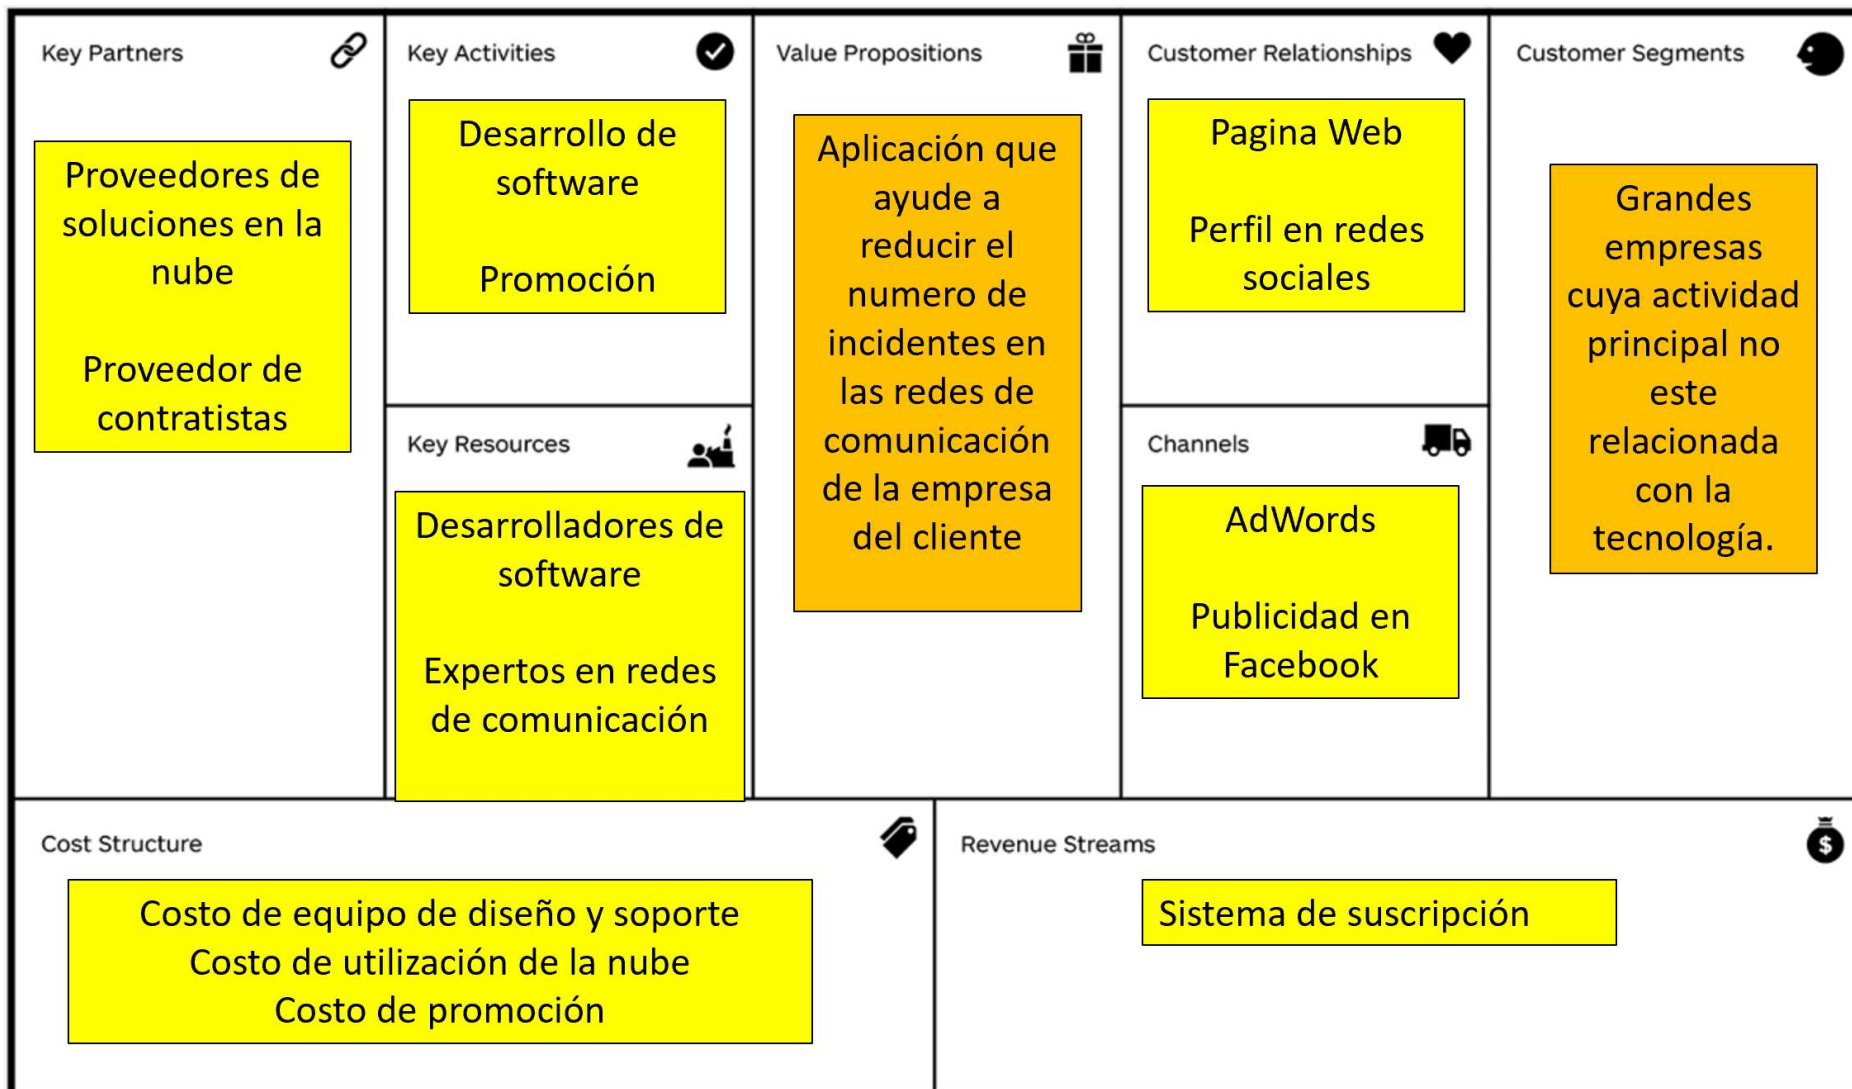 Key Partners
Proveedores de
soluciones en la
nube
Proveedor de
contratistas
Key Activities
Desarrollo de
software
Promoción
Key Resources
Desarrolladores de
software
Expertos en redes
de comunicación
Value Propositions
Aplicación que
ayude a
reducir el
numero de
incidentes en
las redes de
comunicación
de la empresa
del cliente
Customer Relationships
Pagina Web
Perfil en redes
sociales
Channels
AdWords
Publicidad en
Facebook
Customer Segments
Grandes
empresas
cuya actividad
principal no
este
relacionada
con la
tecnología.
Cost Structure
Costo de equipo de diseño y soporte
Costo de utilización de la nube
Costo de promoción
Revenue Streams
$
Sistema de suscripción